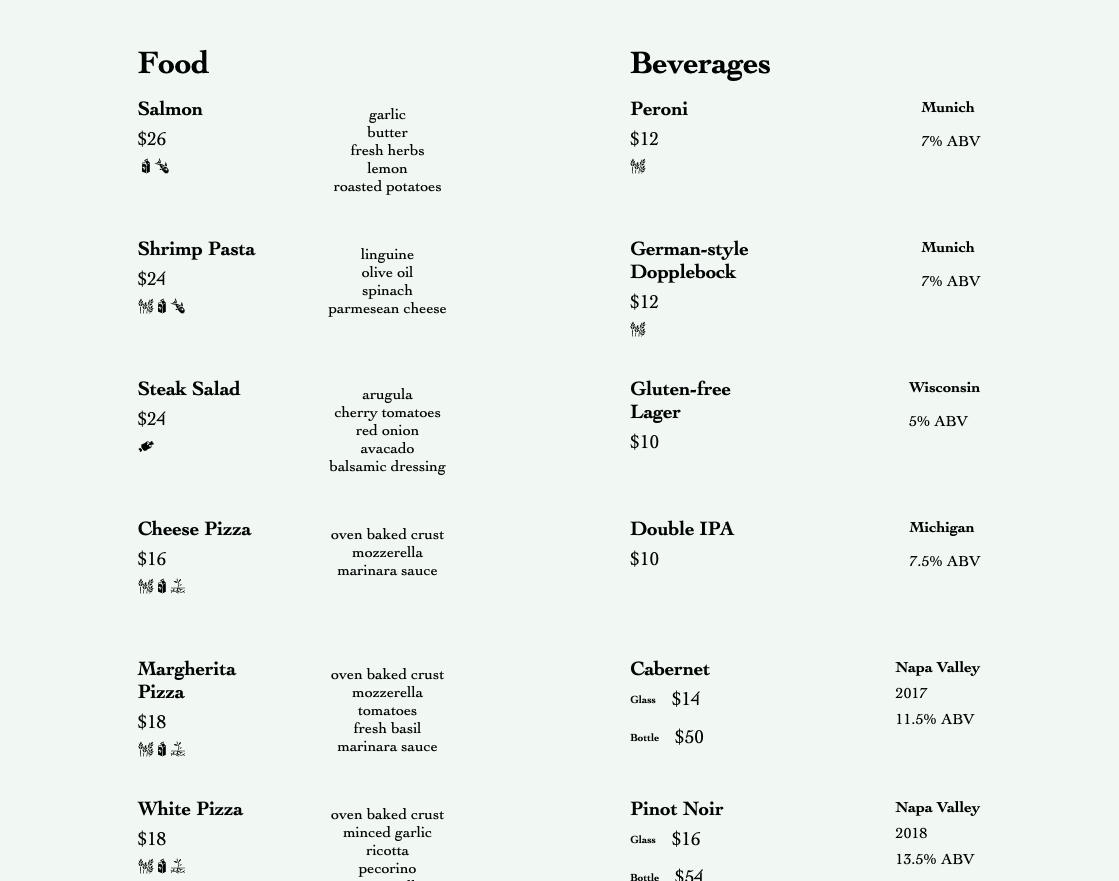 Food
Salmon
$26
garlic
butter
fresh herbs
lemon
roasted potatoes
Shrimp Pasta
$24
linguine
olive oil
spinach
parmesean cheese
Steak Salad
$24
arugula
cherry tomatoes
red onion
avacado
balsamic dressing
Cheese Pizza
$16
oven baked crust
mozzerella
marinara sauce
Margherita
Pizza
$18
oven baked crust
mozzerella
tomatoes
fresh basil
marinara sauce
White Pizza
$18
oven baked crust
minced garlic
ricotta
pecorino
Beverages
Peroni
$12
Munich
7% ABV
German-style
Dopplebock
$12
Munich
7% ABV
Gluten-free
Lager
$10
Wisconsin
5% ABV
Double IPA
$10
Michigan
7.5% ABV
Cabernet
Glass $14
Bottle $50
Napa Valley
2017
11.5% ABV
Pinot Noir
Glass $16
Bottle $54
Napa Valley
2018
13.5% ABV